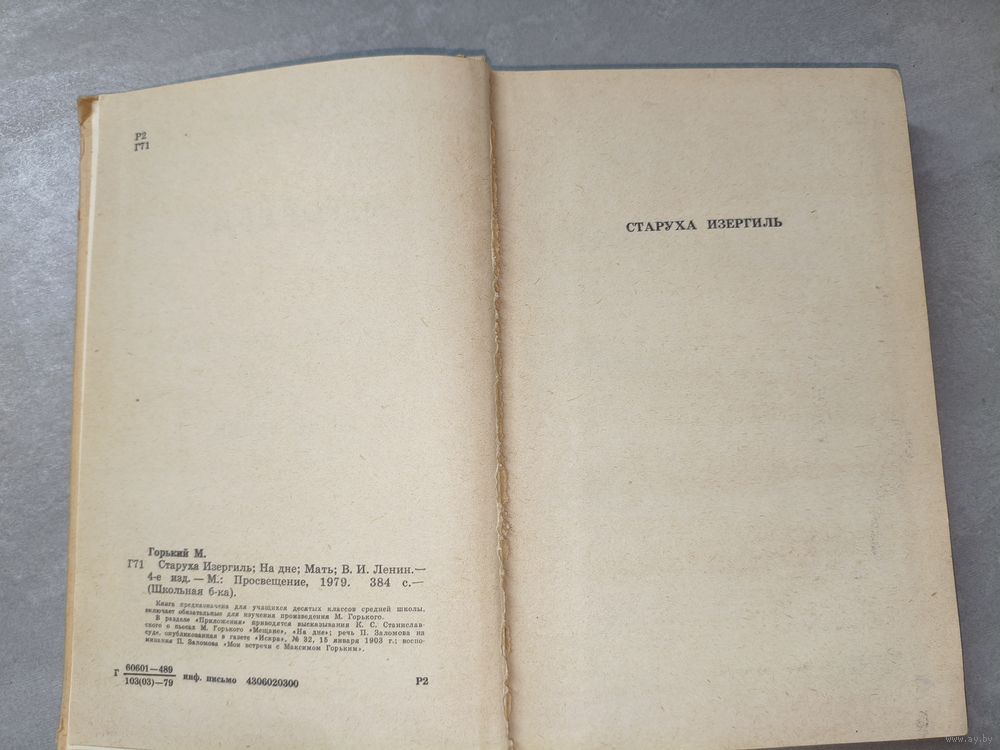 Р2
Г71
Горький М.
Г71 Старуха Изергиль; На дне; Мать; В. И. Ленин.—
4-е изд. — М.: Просвещение, 1979. 384 с.—
(Школьная б-ка).
Книга предназначена для учащихся десятых классов средней школы,
включает обязательные для изучения произведения М. Горького.
В разделе «Приложения» приводятся высказывания К. С. Станислав-
ского о пьесах М. Горького «Мещане», «На дне»; речь П. Заломова на
суде, опубликованная в газете «Искра», № 32, 15 января 1903 г.; воспо-
минания П. Заломова «Мои встречи с Максимом Горьким».
60601—489
Г 103(03)—79 инф. письмо 4306020300 Р2
СТАРУХА ИЗЕРГИЛЬ
www.ay.by